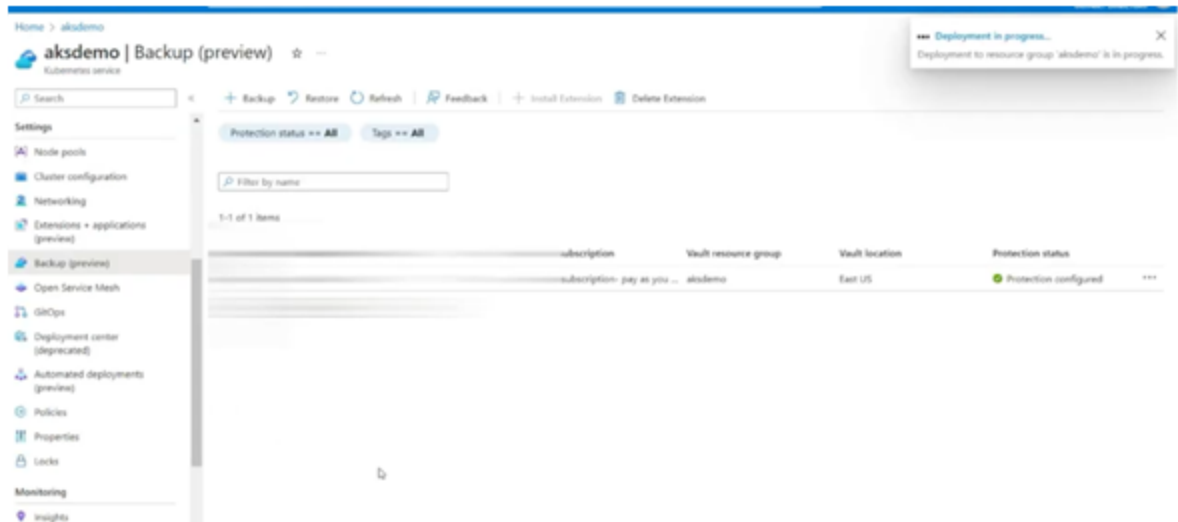 Home > aksdemo
aksdemo | Backup (preview)
Kubernetes service
Deployment in progress...
Deployment to resource group 'aksdemo' is in progress.
Search
Backup Restore Refresh Feedback Install Extension Delete Extension
Settings
Node pools
Cluster configuration
Networking
Extensions + applications
(preview)
Backup (preview)
Open Service Mesh
GitOps
Deployment center
(deprecated)
Automated deployments
(preview)
Policies
Properties
Locks
Monitoring
Insights
Protection status == All Tags == All
Filter by name
1-1 of 1 items
ubscription Vault resource group Vault location Protection status
subscription- pay as you ... aksdemo East US Protection configured